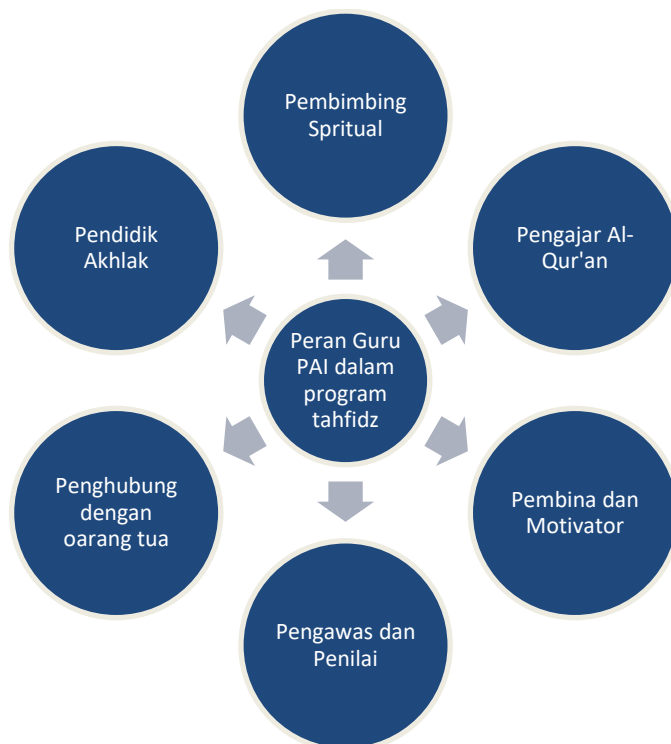 Pembimbing
Spritual
Pendidik
Akhlak
Pengajar Al-
Qur'an
Peran Guru
PAI dalam
program
tahfidz
Penghubung
dengan
oarang tua
Pembina dan
Motivator
Pengawas dan
Penilai